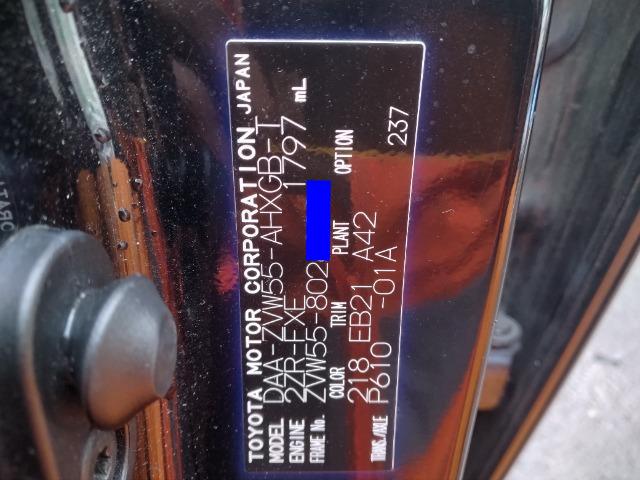 TOYOTA MOTOR CORPORATION JAPAN
MODEL DAA-ZVW55-AHXGB-T
ENGINE 2ZR-FXE 1797 mL
FRAME No. ZVW55-802
COLOR TRIM PLANT OPTION
218 EB21 A42 237
TRANS./AXLE P610 -01A